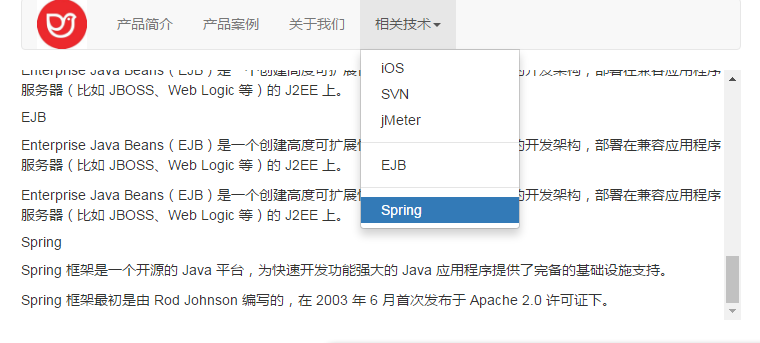 产品简介 产品案例 关于我们 相关技术
iOS
SVN
jMeter
EJB
Spring
Enterprise Java Beans（EJB）是一个创建高度可扩展 的开发架构，部署在兼容应用程序
服务器（比如 JBOSS、Web Logic 等）的 J2EE 上。
EJB
Enterprise Java Beans（EJB）是一个创建高度可扩展 的开发架构，部署在兼容应用程序
服务器（比如 JBOSS、Web Logic 等）的 J2EE 上。
Enterprise Java Beans（EJB）是一个创建高度可扩展 的开发架构，部署在兼容应用程序
服务器（比如 JBOSS、Web Logic 等）的 J2EE 上。
Spring
Spring 框架是一个开源的 Java 平台，为快速开发功能强大的 Java 应用程序提供了完备的基础设施支持。
Spring 框架最初是由 Rod Johnson 编写的，在 2003 年 6 月首次发布于 Apache 2.0 许可证下。